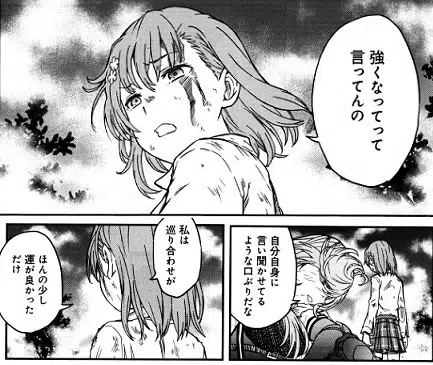 強くなってって
言ってんの
自分自身に
言い聞かせてる
ような口ぶりだな
私は
巡り合わせが
ほんの少し
運が良かった
だけ